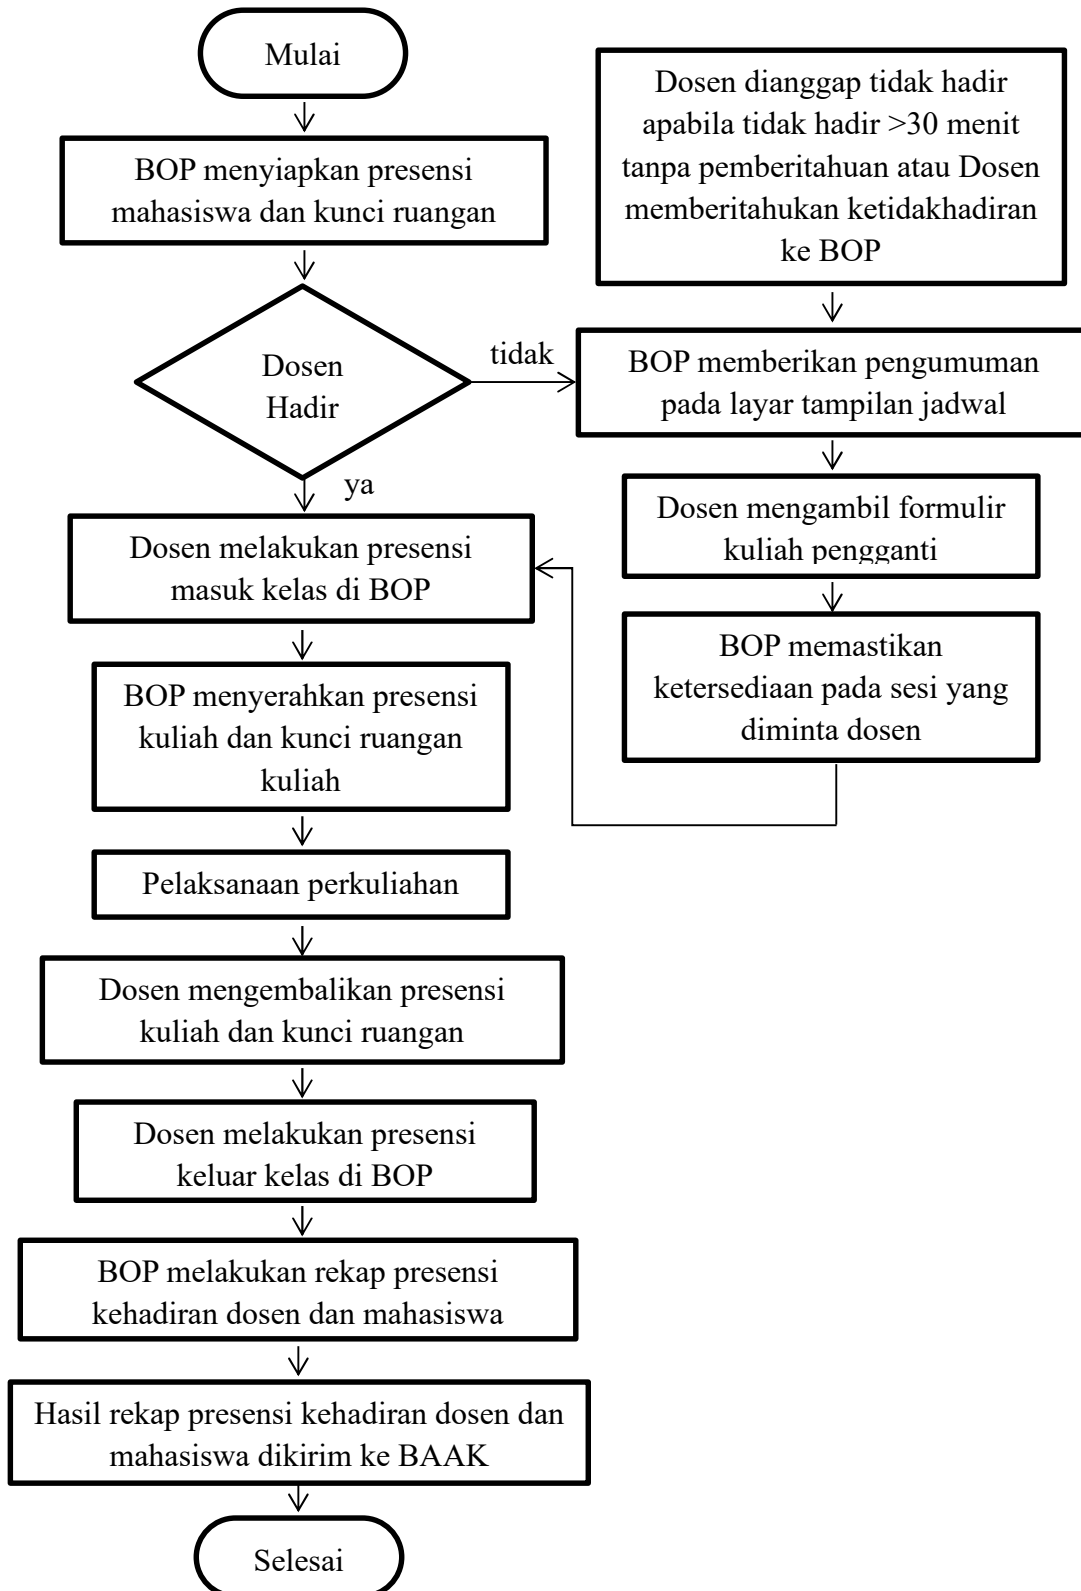 Mulai
BOP menyiapkan presensi
mahasiswa dan kunci ruangan
Dosen
Hadir
tidak
ya
Dosen dianggap tidak hadir
apabila tidak hadir >30 menit
tanpa pemberitahuan atau Dosen
memberitahukan ketidakhadiran
ke BOP
BOP memberikan pengumuman
pada layar tampilan jadwal
Dosen mengambil formulir
kuliah pengganti
BOP memastikan
ketersediaan pada sesi yang
diminta dosen
Dosen melakukan presensi
masuk kelas di BOP
BOP menyerahkan presensi
kuliah dan kunci ruangan
kuliah
Pelaksanaan perkuliahan
Dosen mengembalikan presensi
kuliah dan kunci ruangan
Dosen melakukan presensi
keluar kelas di BOP
BOP melakukan rekap presensi
kehadiran dosen dan mahasiswa
Hasil rekap presensi kehadiran dosen dan
mahasiswa dikirim ke BAAK
Selesai